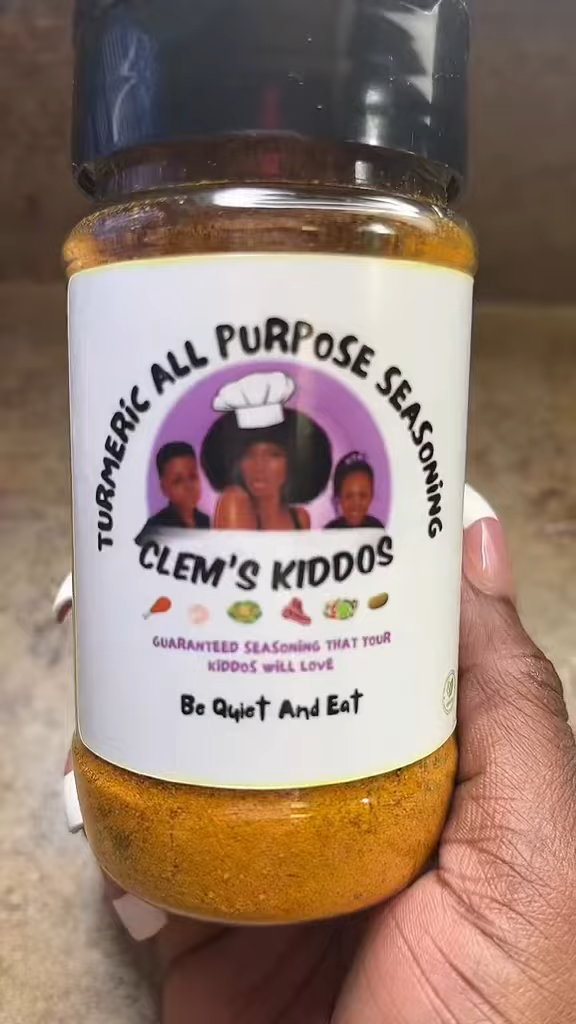 TURMERIC ALL PURPOSE SEASONING
CLEM'S KIDDOS
GUARANTEED SEASONING THAT YOUR
KIDDOS WILL LOVE
Be Quiet And Eat